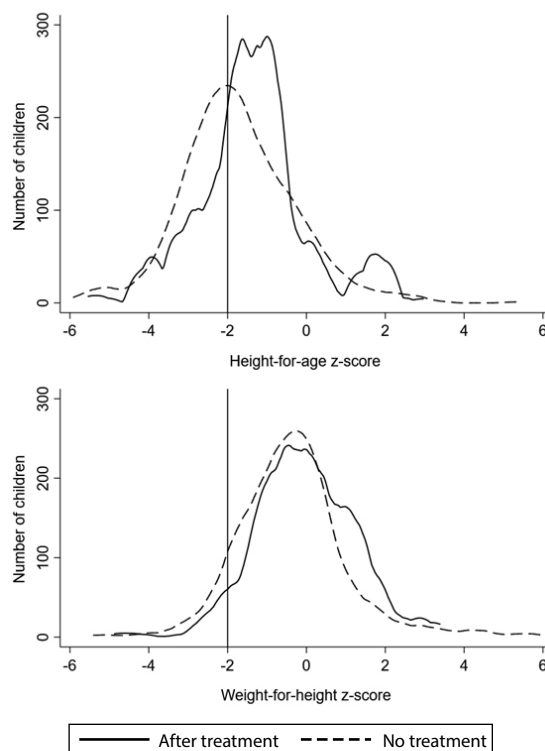 300
200
100
0
Number of children
-6 -4 -2 0 2 4 6
Height-for-age z-score
300
200
100
0
Number of children
-6 -4 -2 0 2 4 6
Weight-for-height z-score
After treatment No treatment